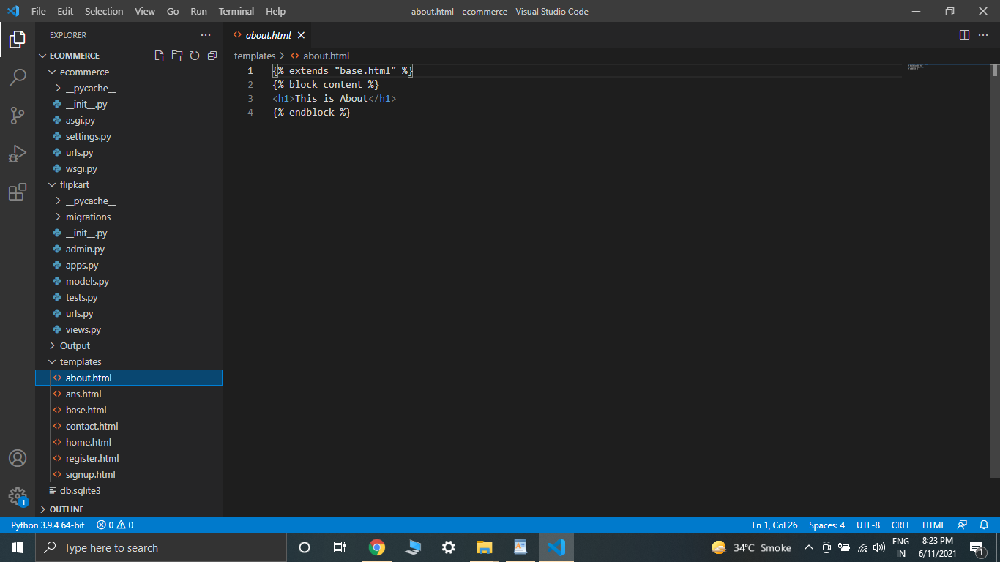 File Edit Selection View Go Run Terminal Help about.html - ecommerce - Visual Studio Code
EXPLORER
ECOMMERCE
ecommerce
__pycache__
__init__.py
asgi.py
settings.py
urls.py
wsgi.py
flipkart
__pycache__
migrations
__init__.py
admin.py
apps.py
models.py
tests.py
urls.py
views.py
Output
templates
about.html
ans.html
base.html
contact.html
home.html
register.html
signup.html
db.sqlite3
OUTLINE
about.html
templates > about.html
1 {% extends "base.html" %}
2 {% block content %}
3 <h1>This is About</h1>
4 {% endblock %}
1
Python 3.9.4 64-bit 0 0 Ln 1, Col 26 Spaces: 4 UTF-8 CRLF HTML
Type here to search 34°C Smoke ENG IN 8:23 PM 6/11/2021 1